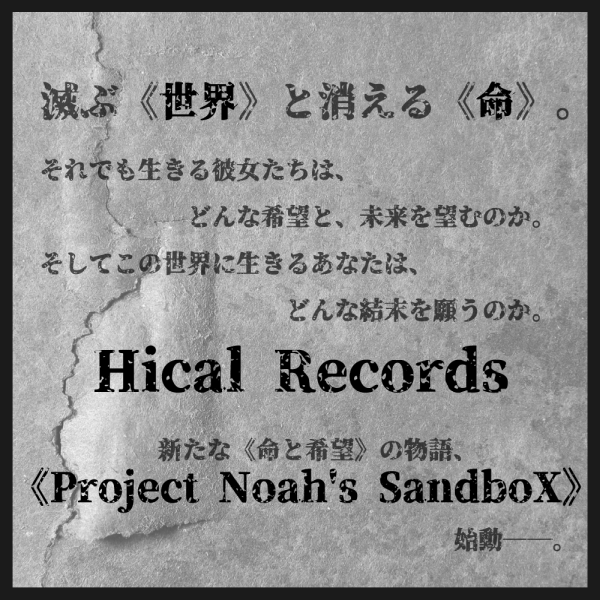 滅ぶ《世界》と消える《命》。
それでも生きる彼女たちは、
どんな希望と、未来を望むのか。
そしてこの世界に生きるあなたは、
どんな結末を願うのか。
Hical Records
新たな《命と希望》の物語、
《Project Noah's SandboX》
始動──。